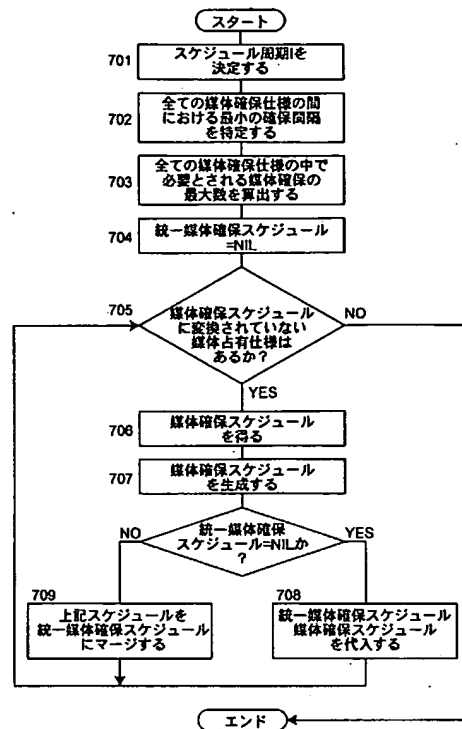 スタート
701
スケジュール周期Iを
決定する
702
全ての媒体確保仕様の間
における最小の確保間隔
を特定する
703
全ての媒体確保仕様の中で
必要とされる媒体確保の
最大数を算出する
704
統一媒体確保スケジュール
=NIL
705
媒体確保スケジュール
に変換されていない
媒体占有仕様は
あるか?
NO
YES
706
媒体確保スケジュール
を得る
707
媒体確保スケジュール
を生成する
統一媒体確保
スケジュール=NILか
?
NO
YES
709
上記スケジュールを
統一媒体確保スケジュール
にマージする
708
統一媒体確保スケジュール
媒体確保スケジュール
を代入する
エンド